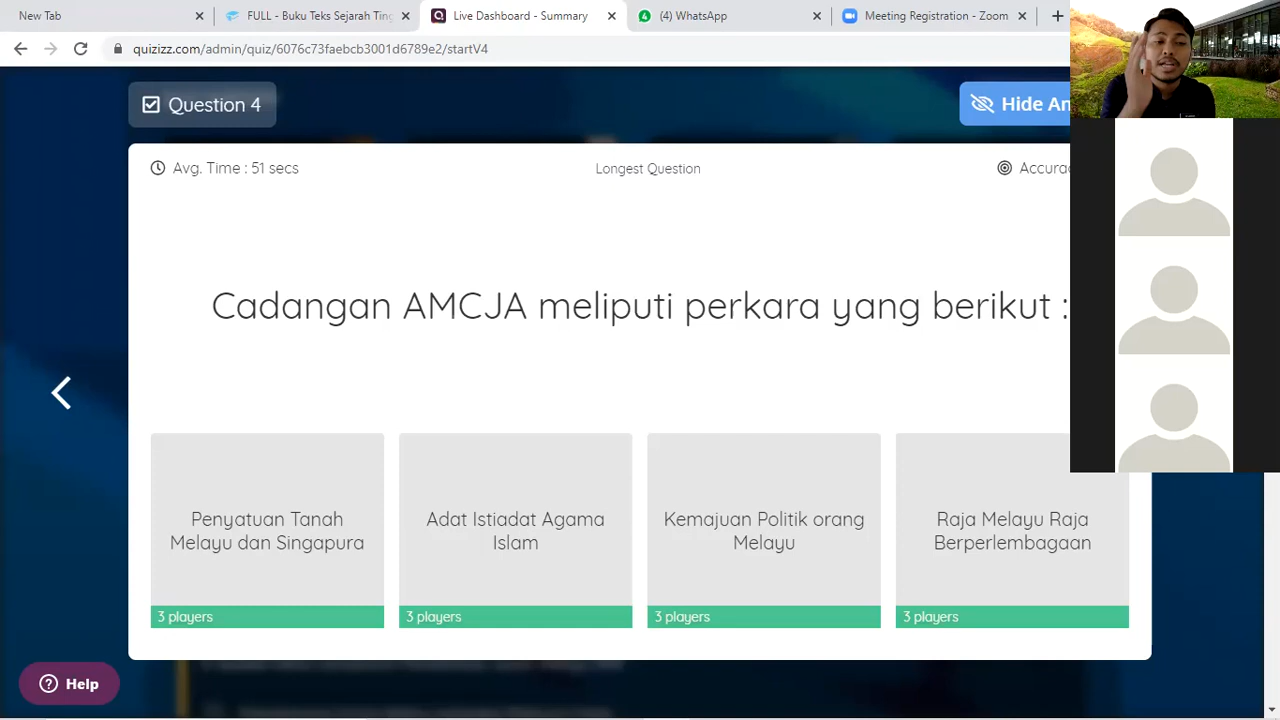 New Tab
FULL - Buku Teks Sejarah Ting
Live Dashboard - Summary
(4) WhatsApp
Meeting Registration - Zoom
quizizz.com/admin/quiz/6076c73faebcb3001d6789e2/startV4
Question 4
Hide An
Avg. Time : 51 secs
Longest Question
Accurac
Cadangan AMCJA meliputi perkara yang berikut :
Penyatuan Tanah
Melayu dan Singapura
Adat Istiadat Agama
Islam
Kemajuan Politik orang
Melayu
Raja Melayu Raja
Berperlembagaan
3 players
3 players
3 players
3 players
Help